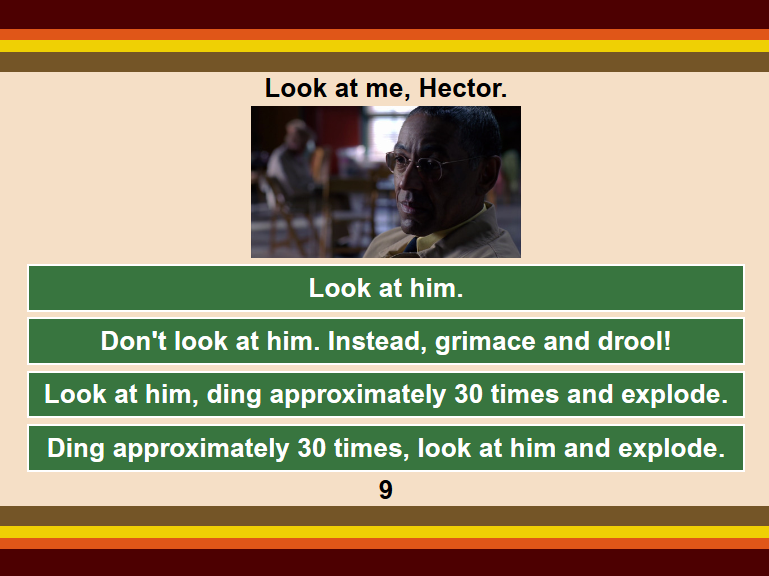 Look at me, Hector.
Look at him.
Don't look at him. Instead, grimace and drool!
Look at him, ding approximately 30 times and explode.
Ding approximately 30 times, look at him and explode.
9